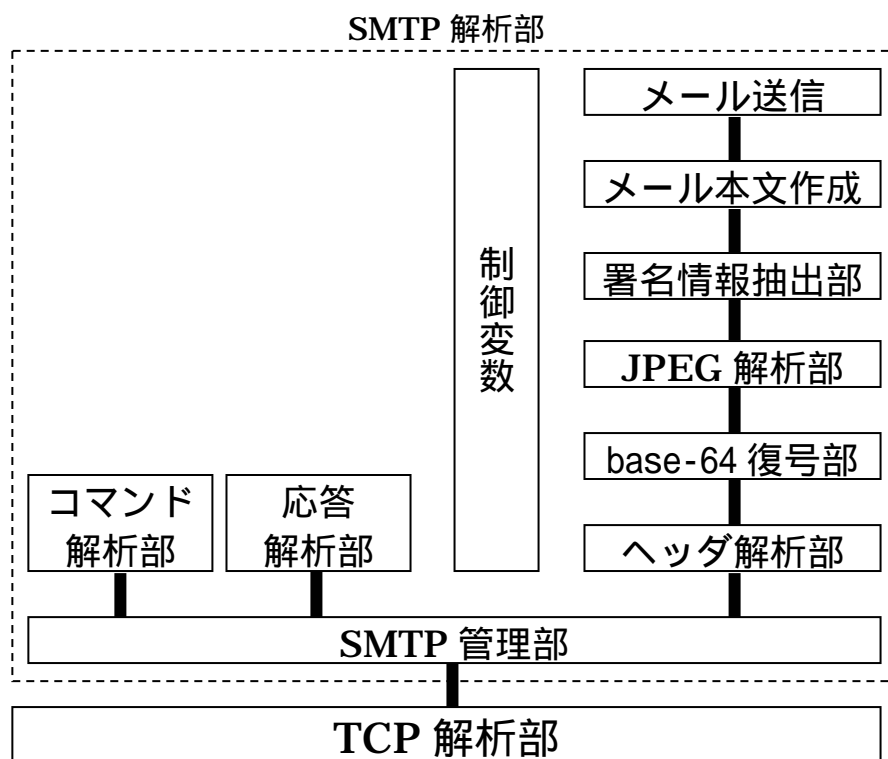 SMTP 解析部
メール送信
メール本文作成
署名情報抽出部
JPEG 解析部
base-64 復号部
ヘッダ解析部
制御変数
コマンド
解析部
応答
解析部
SMTP 管理部
TCP 解析部